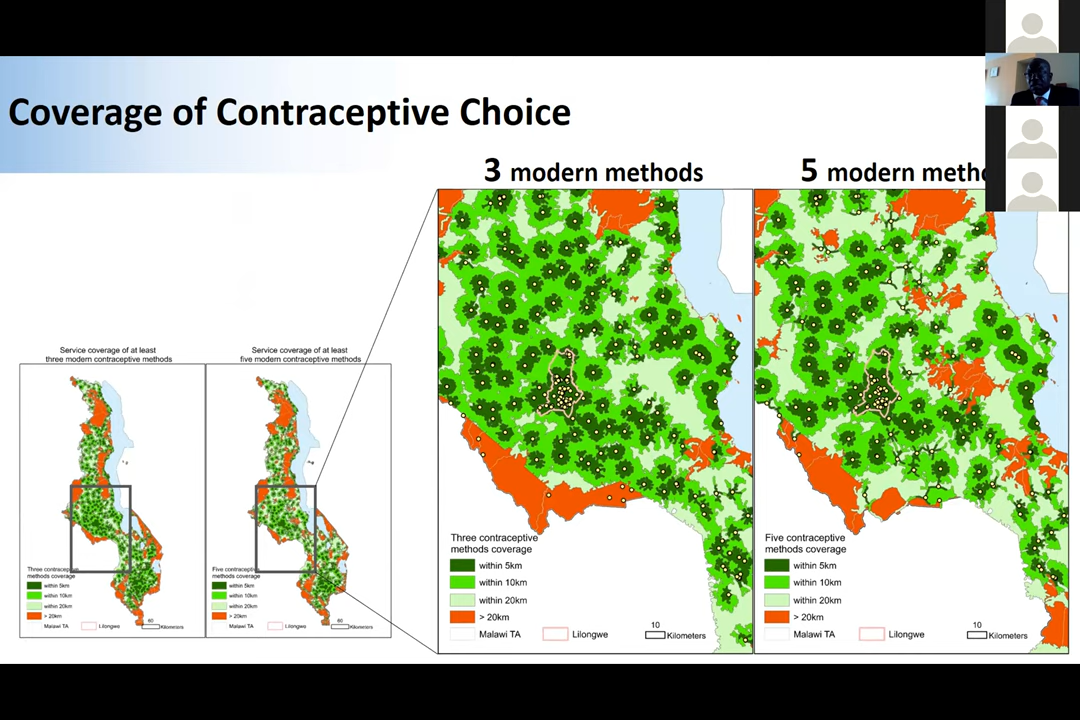 Coverage of Contraceptive Choice
3 modern methods
5 modern metho
Service coverage of at least
three modern contraceptive methods
Service coverage of at least
five modern contraceptive methods
Three contraceptive
methods coverage
within 5km
within 10km
within 20km
> 20km
Malawi TA
Lilongwe
60
Kilometers
Five contraceptive
methods coverage
within 5km
within 10km
within 20km
> 20km
Malawi TA
Lilongwe
60
Kilometers
Three contraceptive
methods coverage
within 5km
within 10km
within 20km
> 20km
Malawi TA
Lilongwe
10
Kilometers
Five contraceptive
methods coverage
within 5km
within 10km
within 20km
> 20km
Malawi TA
Lilongwe
10
Kilometers